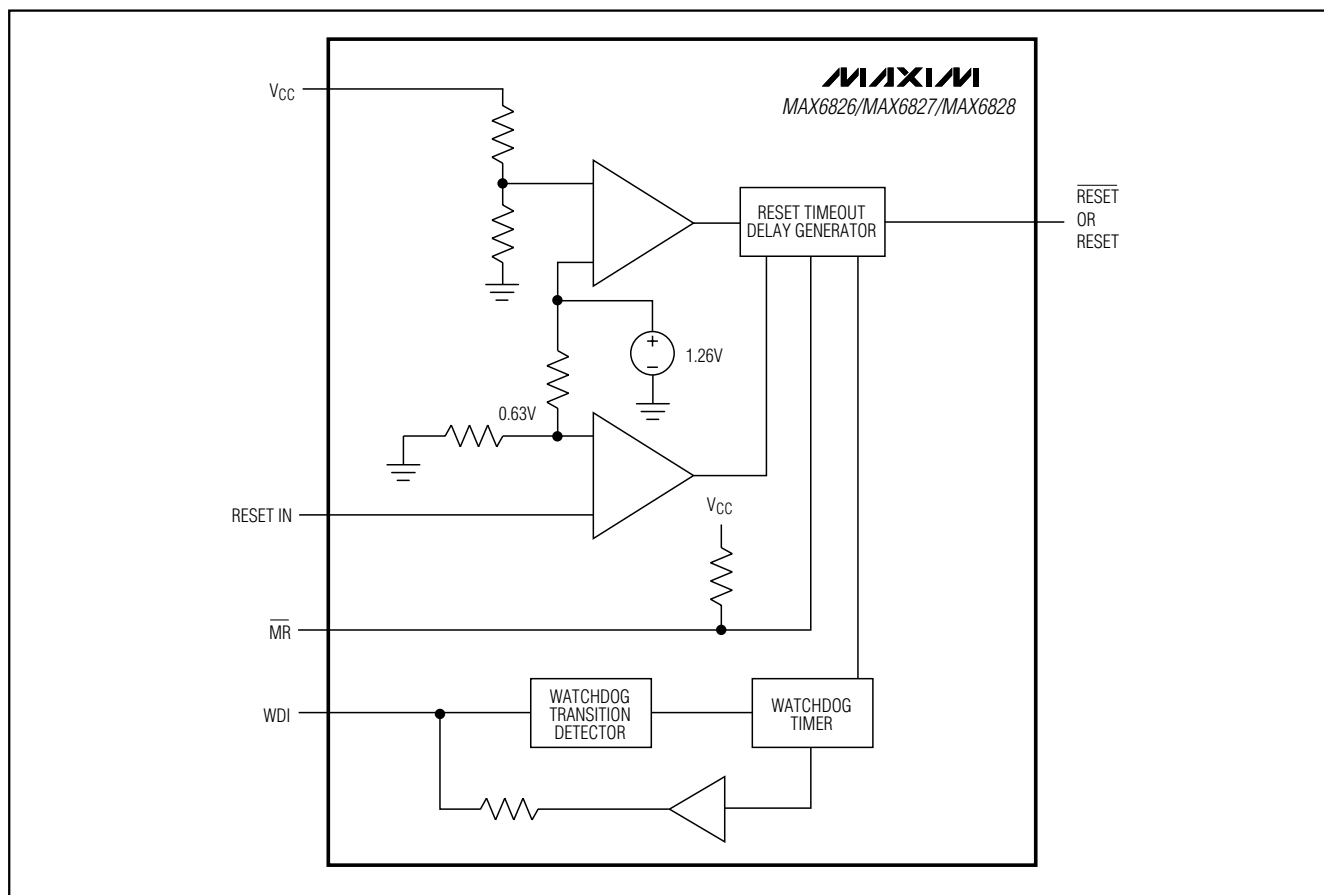 MAXIM
MAX6826/MAX6827/MAX6828
VCC
RESET TIMEOUT
DELAY GENERATOR
RESET
OR
RESET
1.26V
0.63V
RESET IN
VCC
MR
WDI
WATCHDOG
TRANSITION
DETECTOR
WATCHDOG
TIMER
+
−